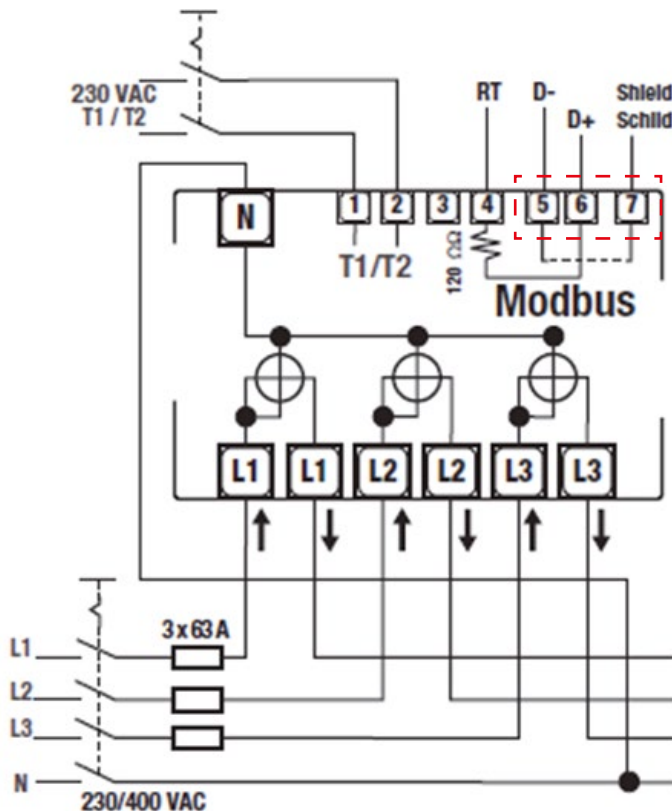 230 VAC
T1 / T2
RT
D-
D+
Shield
Schild
N
1
2
3
4
5
6
7
T1/T2
120 ΩΩ
Modbus
L1
L1
L2
L2
L3
L3
3 x 63 A
L1
L2
L3
N
230/400 VAC